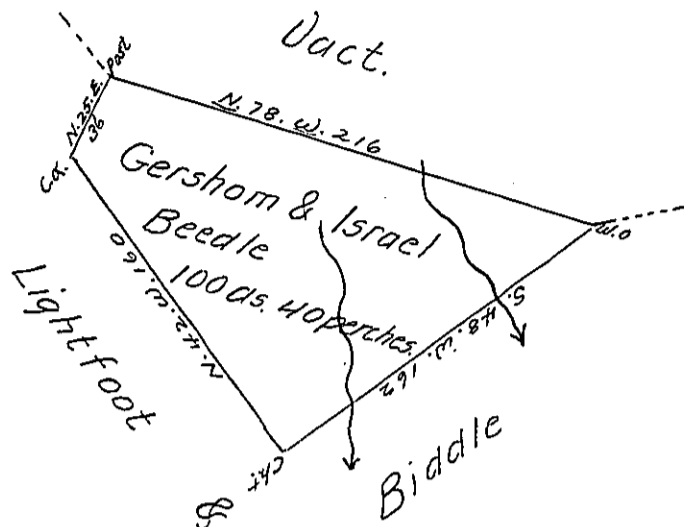 Vact.
Post
N. 25. E.
36
N. 78. W. 216
Gershom & Israel
Beedle
100 as. 40 perches.
W.O
S. 48. W. 162
N. 42. W. 160
Lightfoot
&
Biddle
Cht.